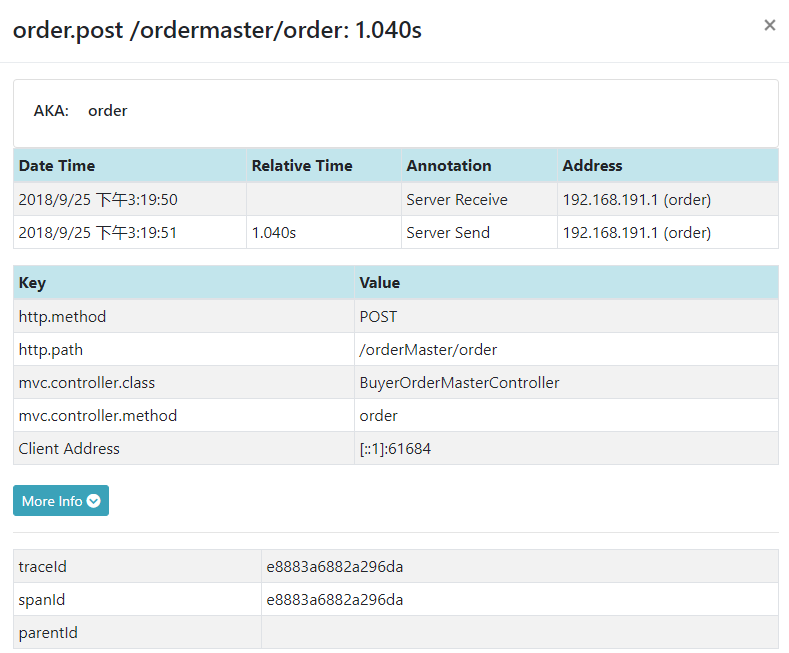 order.post /ordermaster/order: 1.040s
×
AKA: order
Date Time Relative Time Annotation Address
2018/9/25 下午3:19:50 Server Receive 192.168.191.1 (order)
2018/9/25 下午3:19:51 1.040s Server Send 192.168.191.1 (order)
Key Value
http.method POST
http.path /orderMaster/order
mvc.controller.class BuyerOrderMasterController
mvc.controller.method order
Client Address [::1]:61684
More Info
traceId e8883a6882a296da
spanId e8883a6882a296da
parentId